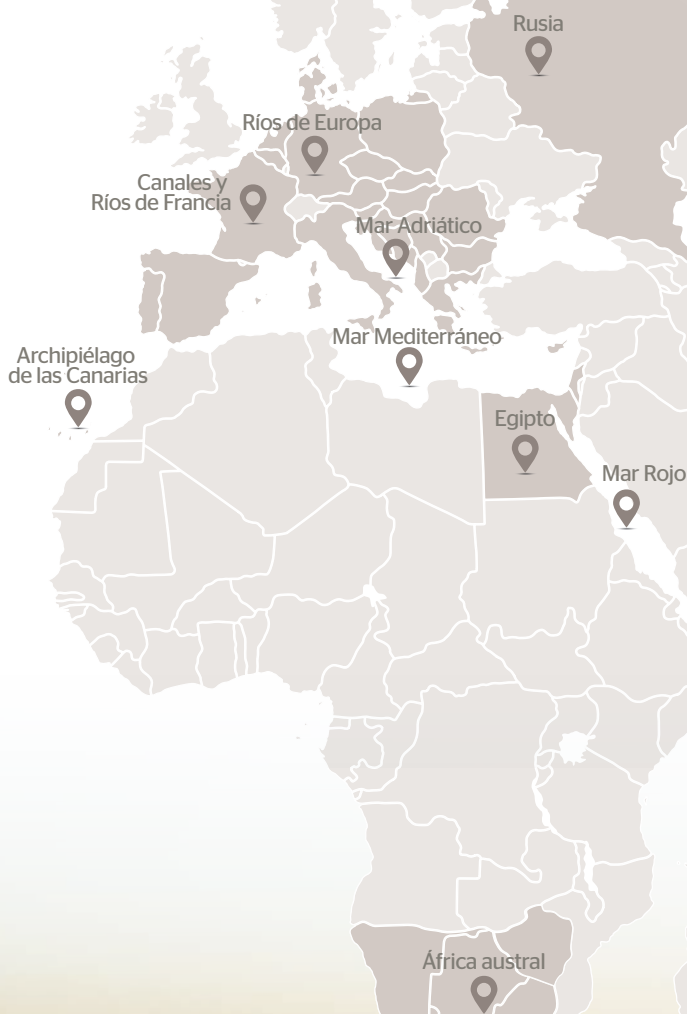 Rusia
Ríos de Europa
Canales y
Ríos de Francia
Mar Adriático
Mar Mediterráneo
Archipiélago
de las Canarias
Egipto
Mar Rojo
África austral